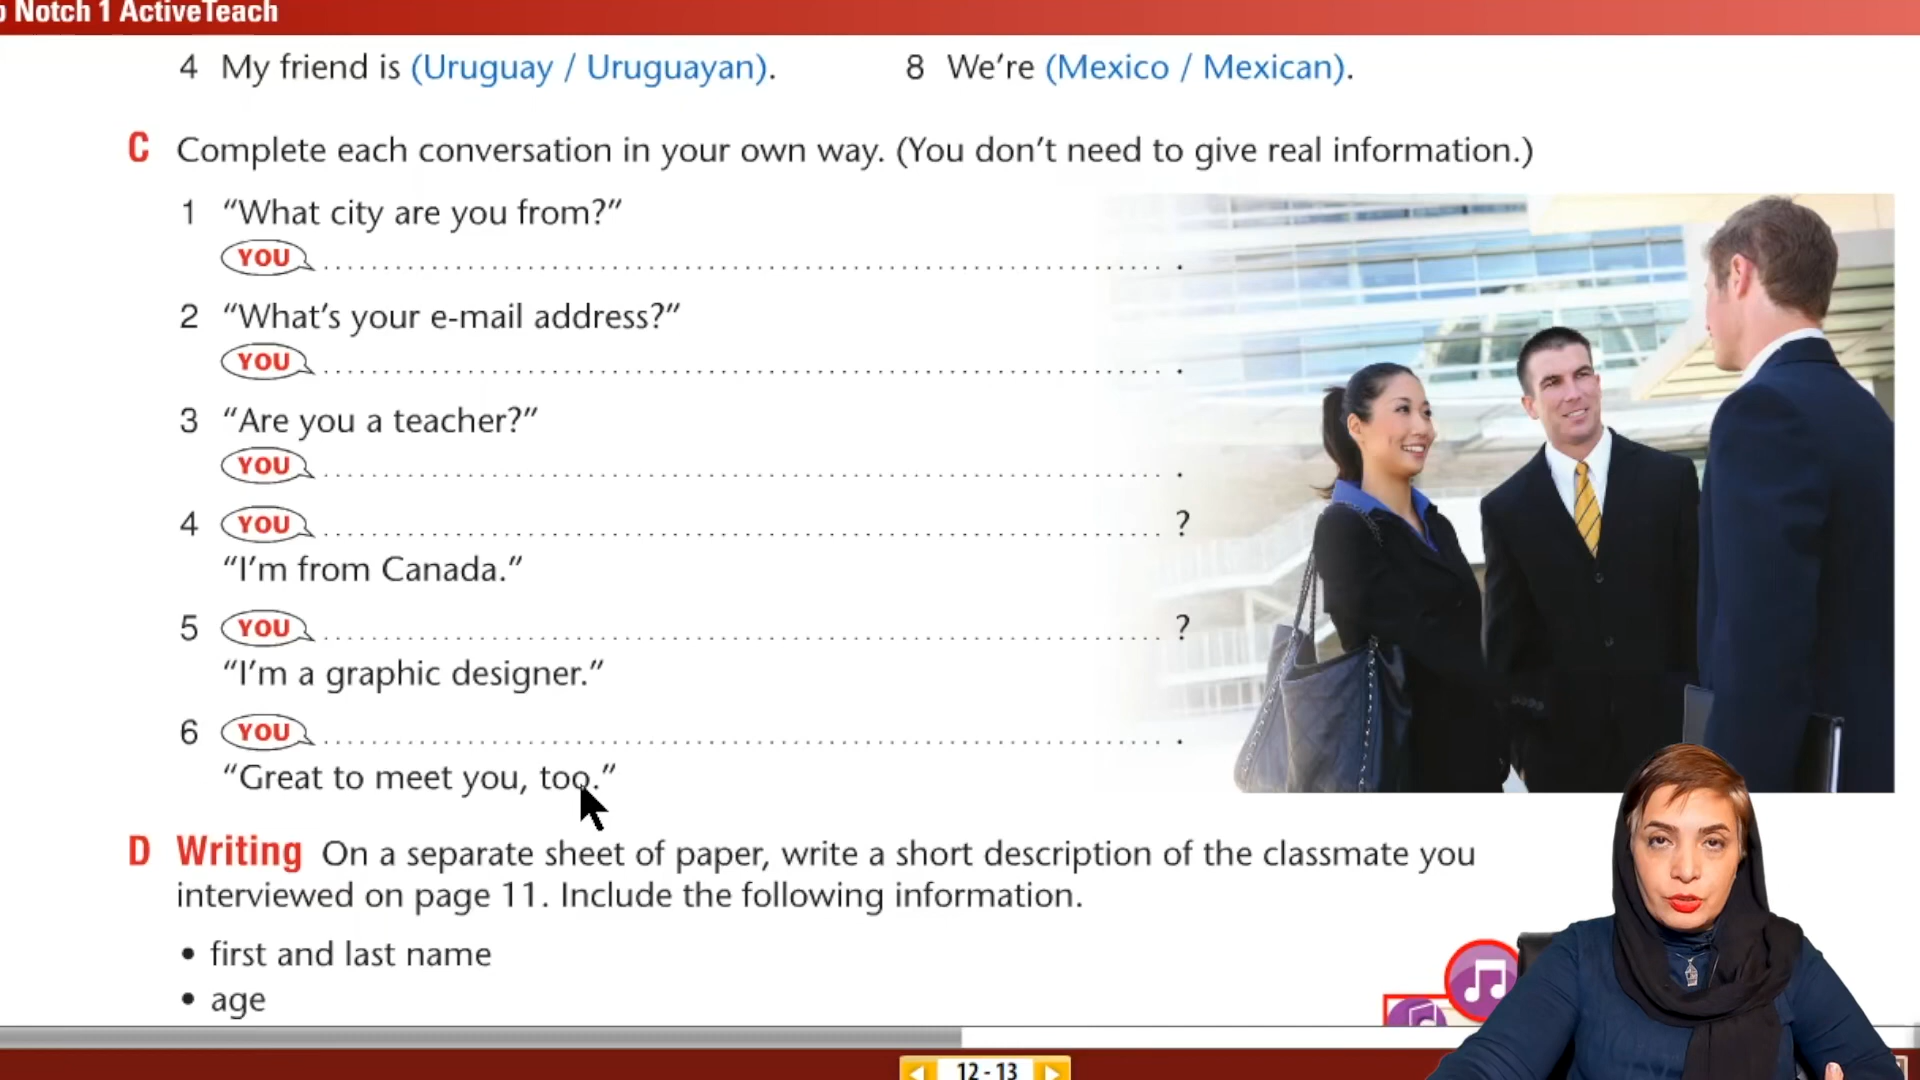 Notch 1 ActiveTeach
4 My friend is (Uruguay / Uruguayan).
8 We’re (Mexico / Mexican).
C Complete each conversation in your own way. (You don’t need to give real information.)
1 “What city are you from?”
YOU .
2 “What’s your e-mail address?”
YOU .
3 “Are you a teacher?”
YOU .
4 YOU ?
“I’m from Canada.”
5 YOU ?
“I’m a graphic designer.”
6 YOU .
“Great to meet you, too.”
D Writing On a separate sheet of paper, write a short description of the classmate you
interviewed on page 11. Include the following information.
• first and last name
• age
12 - 13